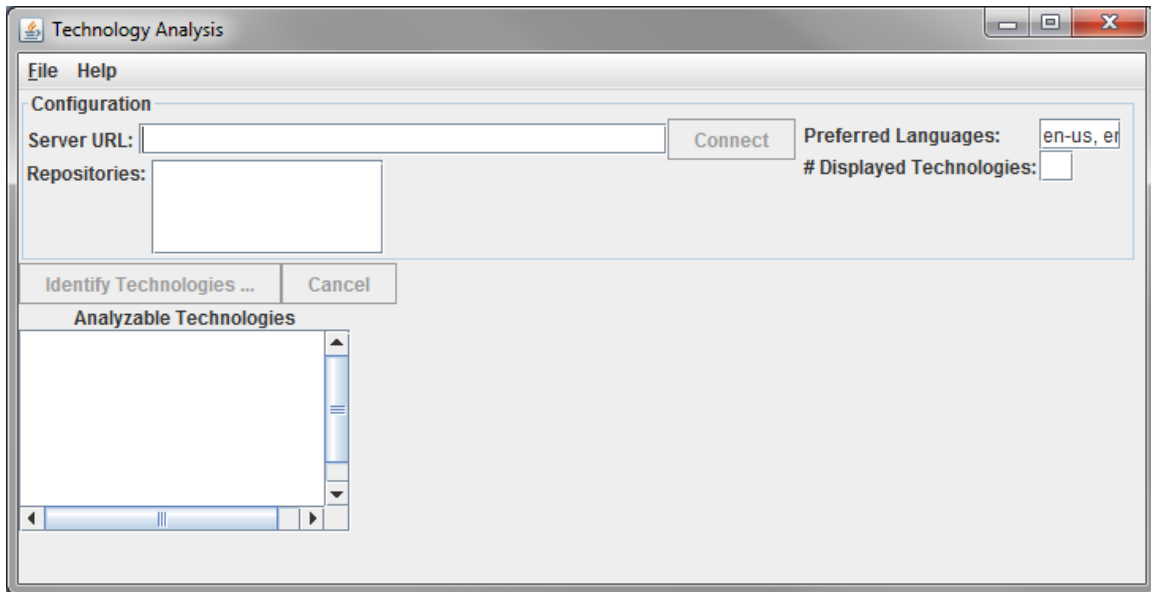 Technology Analysis
File Help
Configuration
Server URL: Connect Preferred Languages: en-us, er
Repositories: # Displayed Technologies:
Identify Technologies ... Cancel
Analyzable Technologies